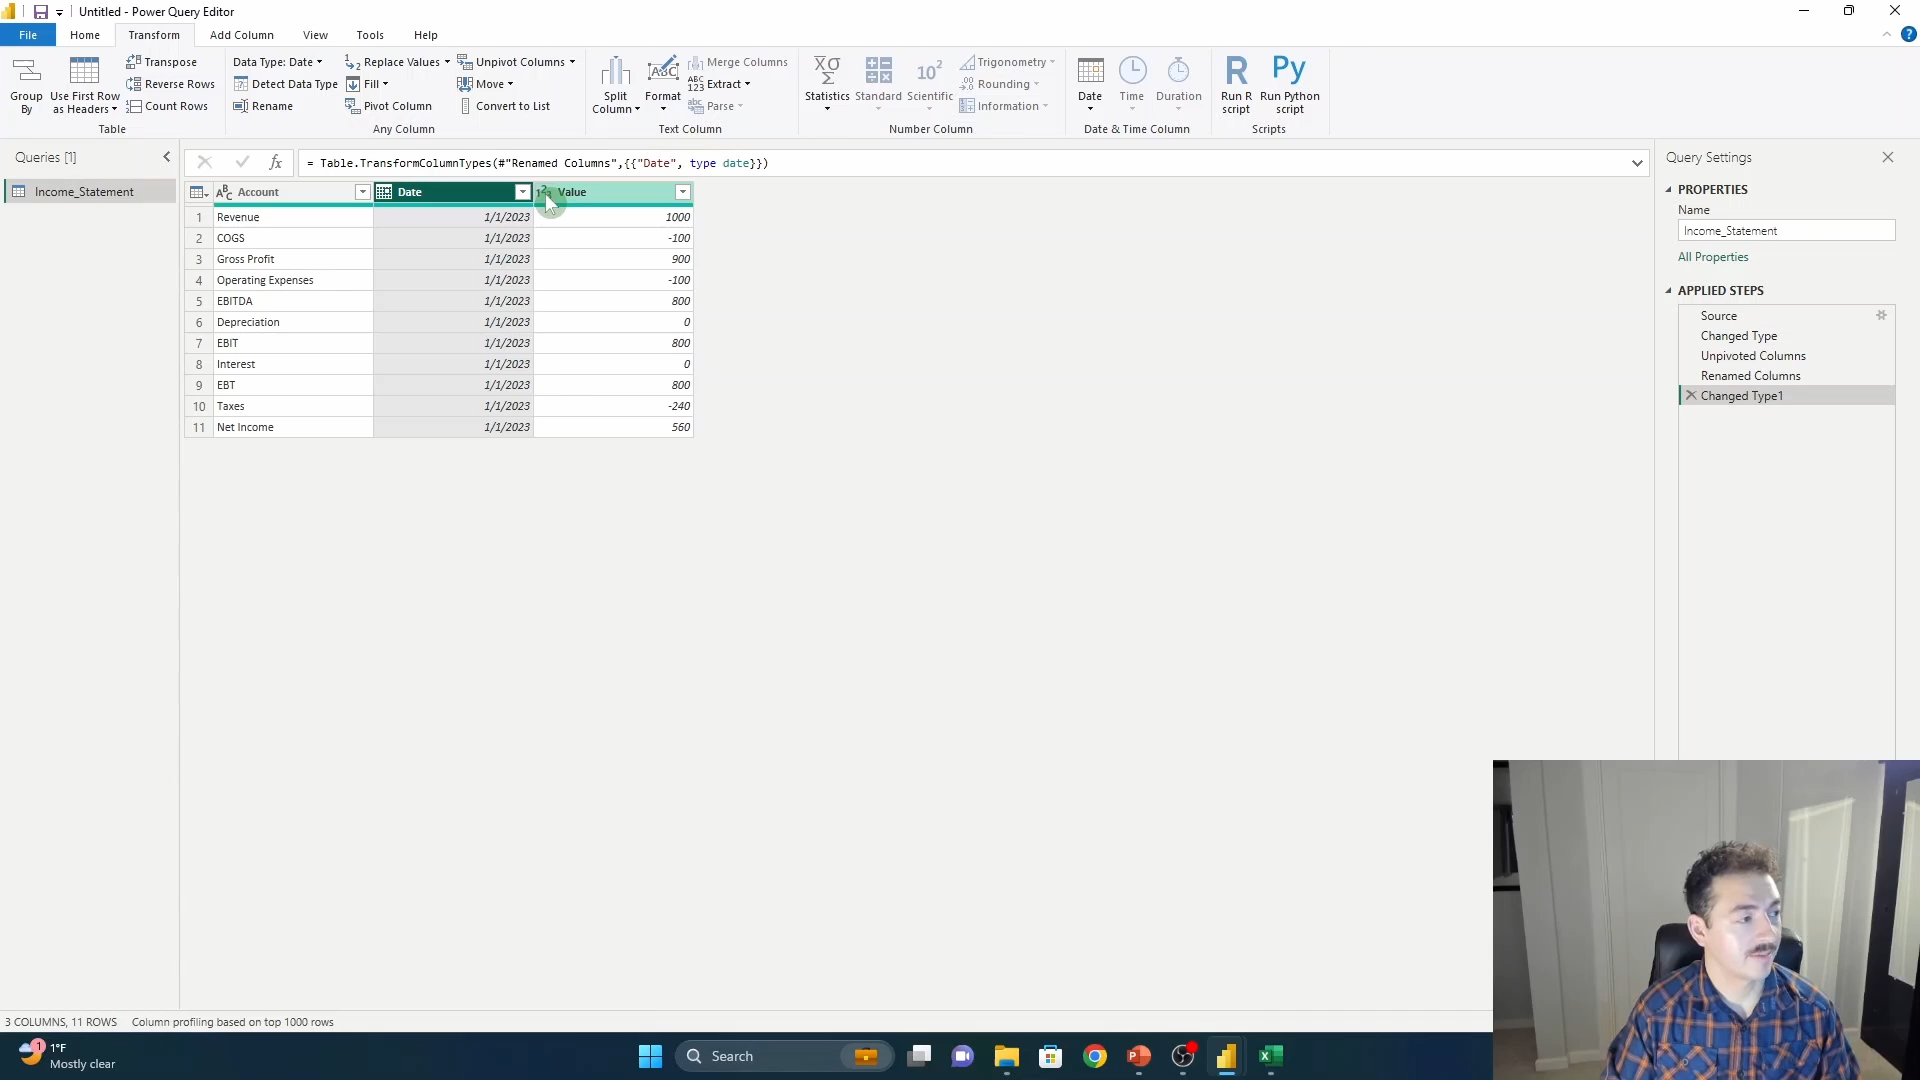 Untitled - Power Query Editor
File Home Transform Add Column View Tools Help
Group By
Use First Row as Headers
Transpose
Reverse Rows
Count Rows
Table
Data Type: Date
Detect Data Type
Rename
Replace Values
Fill
Pivot Column
Unpivot Columns
Move
Convert to List
Any Column
Split Column
Format
Merge Columns
Extract
Parse
Text Column
Statistics
Standard
Scientific
Trigonometry
Rounding
Information
Number Column
Date
Time
Duration
Date & Time Column
Run R script
Run Python script
Scripts
Queries [1]
Income_Statement
= Table.TransformColumnTypes(#"Renamed Columns",{{"Date", type date}})
Account Date Value
1 Revenue 1/1/2023 1000
2 COGS 1/1/2023 -100
3 Gross Profit 1/1/2023 900
4 Operating Expenses 1/1/2023 -100
5 EBITDA 1/1/2023 800
6 Depreciation 1/1/2023 0
7 EBIT 1/1/2023 800
8 Interest 1/1/2023 0
9 EBT 1/1/2023 800
10 Taxes 1/1/2023 -240
11 Net Income 1/1/2023 560
Query Settings
PROPERTIES
Name
Income_Statement
All Properties
APPLIED STEPS
Source
Changed Type
Unpivoted Columns
Renamed Columns
Changed Type1
3 COLUMNS, 11 ROWS Column profiling based on top 1000 rows
1°F
Mostly clear
Search